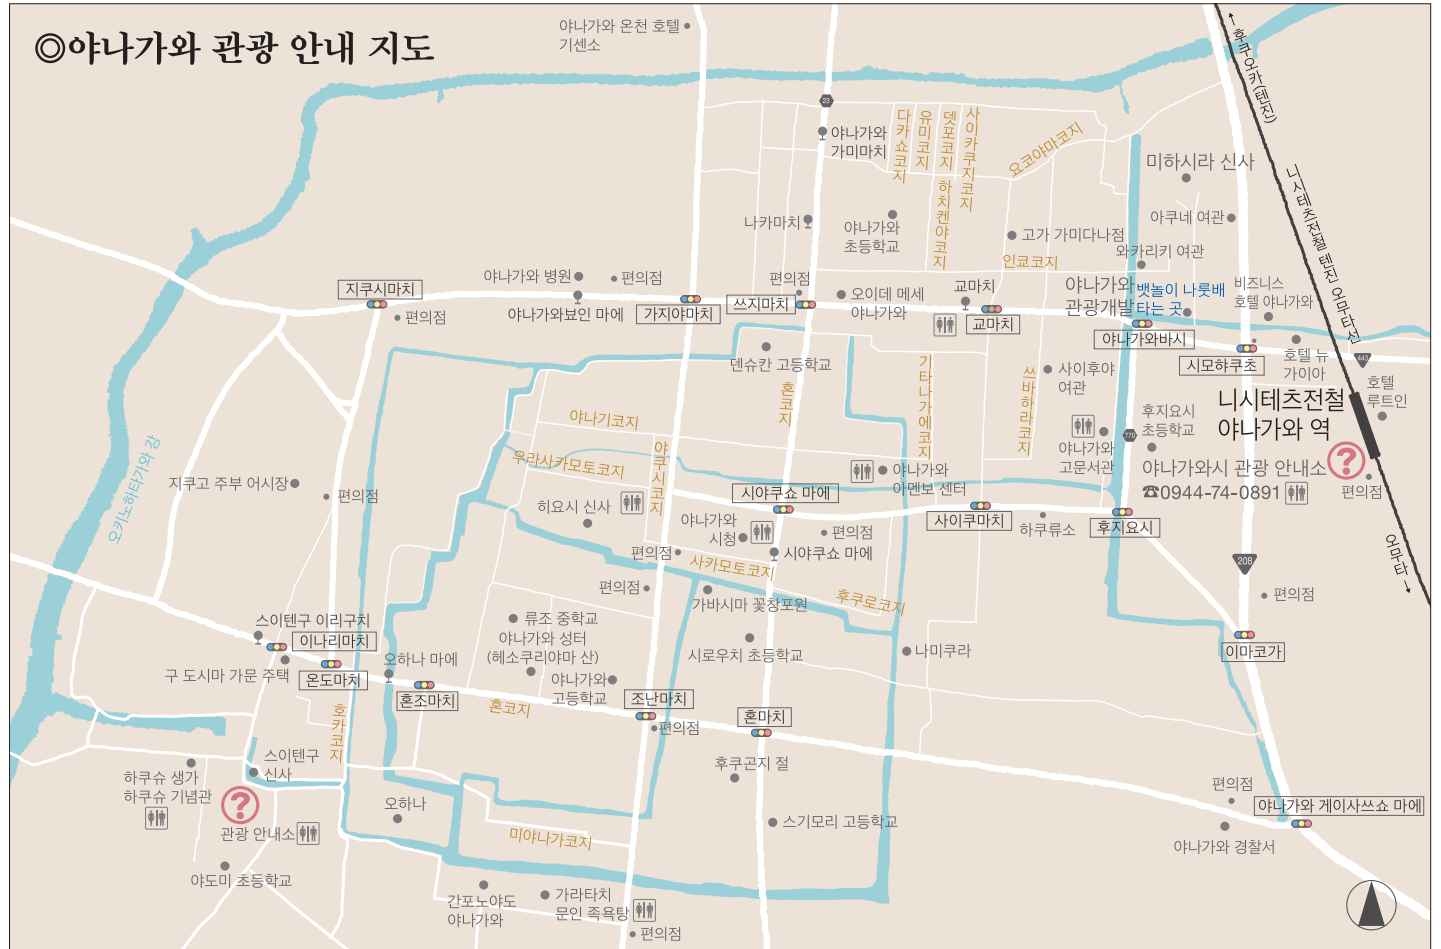 ◎야나가와 관광 안내 지도
야나가와 온천 호텔
기센소
←후쿠오카(텐진)
23
야나가와
가미마치
다카쇼코지
유미코지
뎃포코지
사이카쿠지코지
하치켄야코지
요코야마코지
미하시라 신사
니시테츠전철 텐진 오무타선
나카마치
야나가와
초등학교
고가 가미다나점
아쿠네 여관
와카리키 여관
인쿄코지
야나가와 병원
편의점
지쿠시마치
편의점
야나가와뵤인 마에
가지야마치
편의점
쓰지마치
오이데 메세
야나가와
교마치
교마치
야나가와
관광개발
뱃놀이 나룻배
타는 곳
비즈니스
호텔 야나가와
야나가와바시
시모햐쿠초
호텔 뉴
가이아
443
호텔
루트인
덴슈칸 고등학교
혼코지
기타나가에코지
쓰바하라코지
사이후야
여관
니시테츠전철
야나가와 역
후지요시
초등학교
770
야나가와
고문서관
야나가와시 관광 안내소
☎0944-74-0891
?
편의점
야나기코지
우라사카모토코지
야쿠시코지
오키노하타가와 강
지쿠고 주부 어시장
편의점
히요시 신사
시야쿠쇼 마에
야나가와
아멘보 센터
야나가와
시청
편의점
시야쿠쇼 마에
사이쿠마치
하쿠류소
후지요시
편의점
사카모토코지
208
오무타→
편의점
가바시마 꽃창포원
후쿠로코지
편의점
스이텐구 이리구치
이나리마치
류조 중학교
야나가와 성터
(헤소쿠리야마 산)
시로우치 초등학교
나미쿠라
이마코가
구 도시마 가문 주택
온도마치
오하나 마에
혼조마치
야나가와
고등학교
조난마치
편의점
혼마치
혼코지
호카코지
스이텐구
신사
후쿠곤지 절
하쿠슈 생가
하쿠슈 기념관
?
관광 안내소
오하나
편의점
야나가와 게이사쓰쇼 마에
야나가와 경찰서
스기모리 고등학교
미야나가코지
야도미 초등학교
간포노야도
야나가와
가라타치
문인 족욕탕
편의점